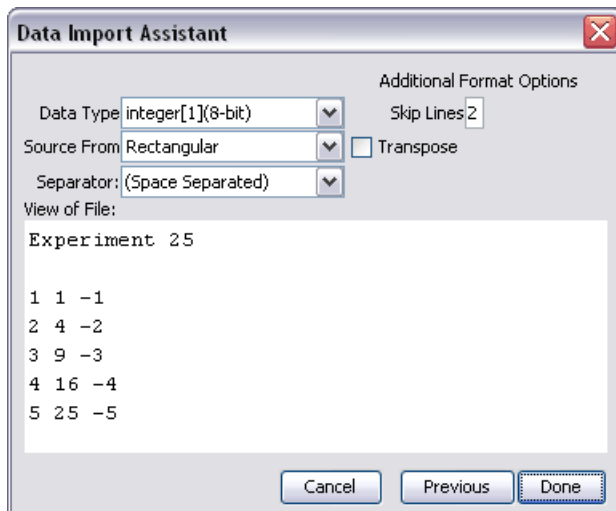 Data Import Assistant
Additional Format Options
Data Type integer[1](8-bit) Skip Lines 2
Source From Rectangular Transpose
Separator: (Space Separated)
View of File:
Experiment 25
1 1 -1
2 4 -2
3 9 -3
4 16 -4
5 25 -5
Cancel Previous Done